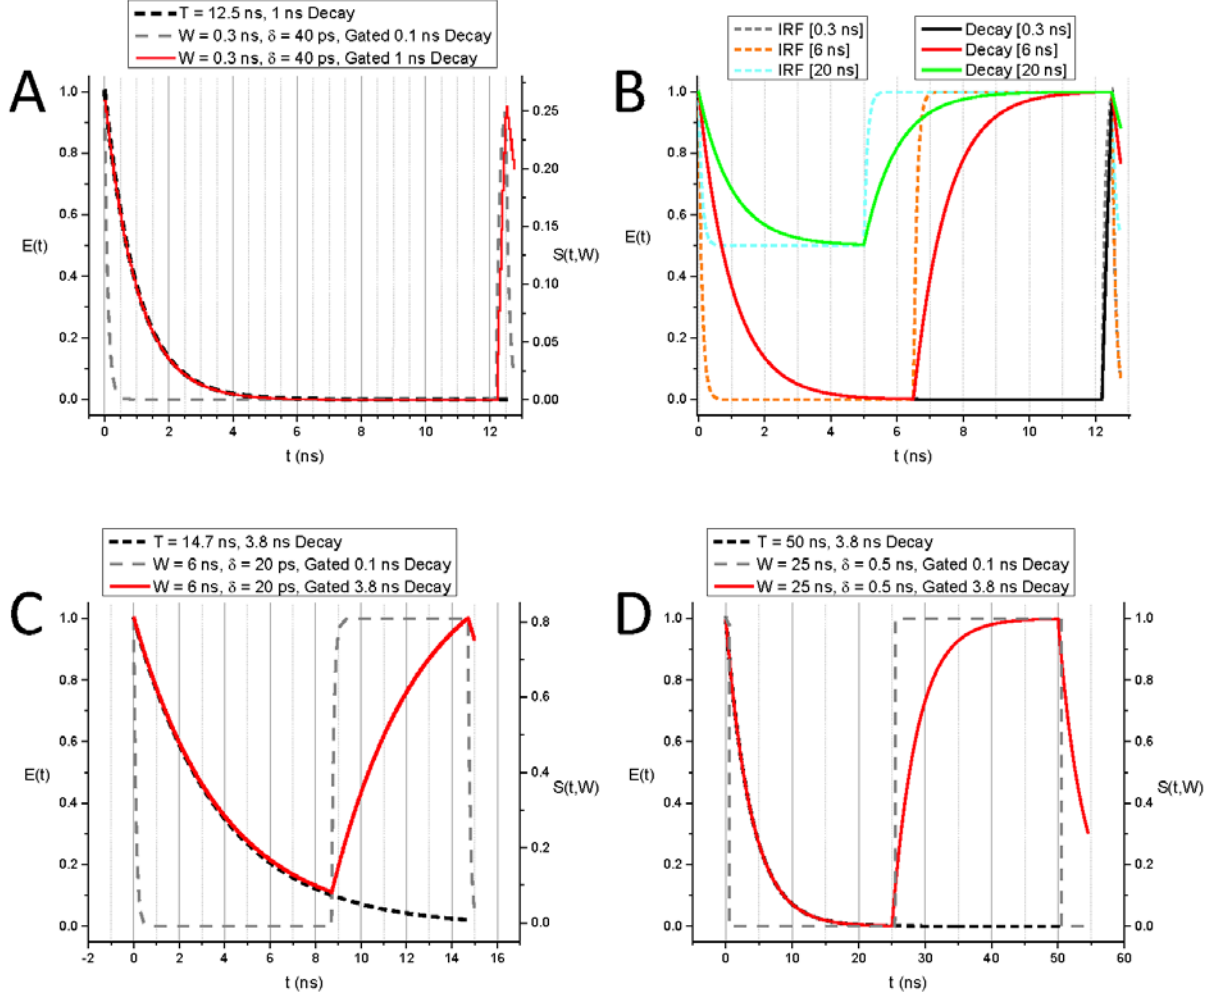 A
T = 12.5 ns, 1 ns Decay
W = 0.3 ns, δ = 40 ps, Gated 0.1 ns Decay
W = 0.3 ns, δ = 40 ps, Gated 1 ns Decay
1.0
0.8
0.6
0.4
0.2
0.0
E(t)
0.25
0.20
0.15
0.10
0.05
0.00
S(t,W)
0 2 4 6 8 10 12
t (ns)
B
IRF [0.3 ns]
IRF [6 ns]
IRF [20 ns]
Decay [0.3 ns]
Decay [6 ns]
Decay [20 ns]
1.0
0.8
0.6
0.4
0.2
0.0
E(t)
0 2 4 6 8 10 12
t (ns)
C
T = 14.7 ns, 3.8 ns Decay
W = 6 ns, δ = 20 ps, Gated 0.1 ns Decay
W = 6 ns, δ = 20 ps, Gated 3.8 ns Decay
1.0
0.8
0.6
0.4
0.2
0.0
E(t)
0.8
0.6
0.4
0.2
0.0
S(t,W)
-2 0 2 4 6 8 10 12 14 16
t (ns)
D
T = 50 ns, 3.8 ns Decay
W = 25 ns, δ = 0.5 ns, Gated 0.1 ns Decay
W = 25 ns, δ = 0.5 ns, Gated 3.8 ns Decay
1.0
0.8
0.6
0.4
0.2
0.0
E(t)
1.0
0.8
0.6
0.4
0.2
0.0
S(t,W)
0 10 20 30 40 50 60
t (ns)